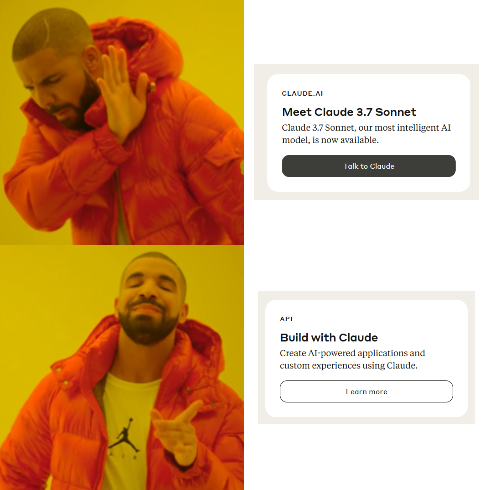 CLAUDE.AI
Meet Claude 3.7 Sonnet
Claude 3.7 Sonnet, our most intelligent AI
model, is now available.
Talk to Claude
API
Build with Claude
Create AI-powered applications and
custom experiences using Claude.
Learn more